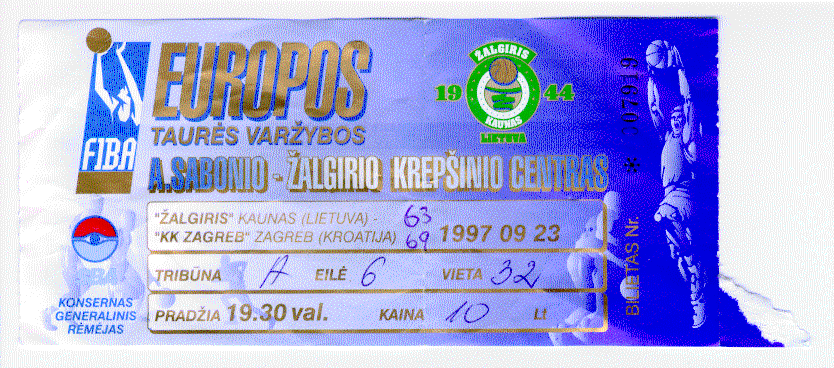 EUROPOS
TAURĖS VARŽYBOS
A.SABONIO - ŽALGIRIO KREPŠINIO CENTRAS
FIBA
ŽALGIRIS
19 44
KAUNAS
LIETUVA
"ŽALGIRIS" KAUNAS (LIETUVA) - 63
"KK ZAGREB" ZAGREB (KROATIJA) 69 1997 09 23
TRIBŪNA A EILĖ 6 VIETA 32
PRADŽIA 19.30 val. KAINA 10 Lt
KONSERNAS
GENERALINIS
RĖMĖJAS
BILIETAS Nr. * 007919